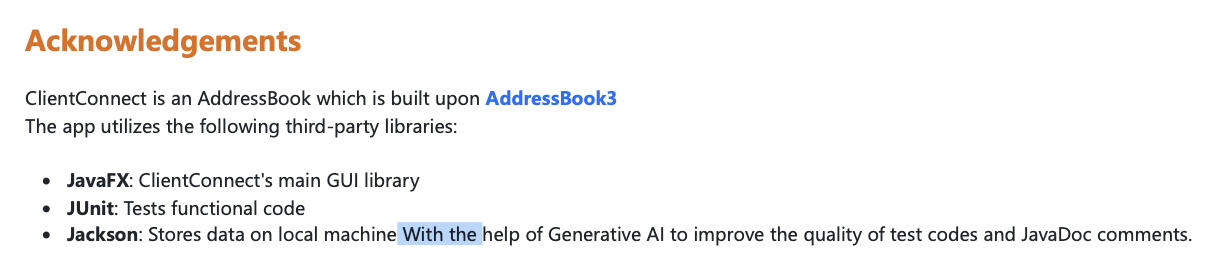 Acknowledgements
ClientConnect is an AddressBook which is built upon AddressBook3
The app utilizes the following third-party libraries:
• JavaFX: ClientConnect's main GUI library
• JUnit: Tests functional code
• Jackson: Stores data on local machine With the help of Generative AI to improve the quality of test codes and JavaDoc comments.